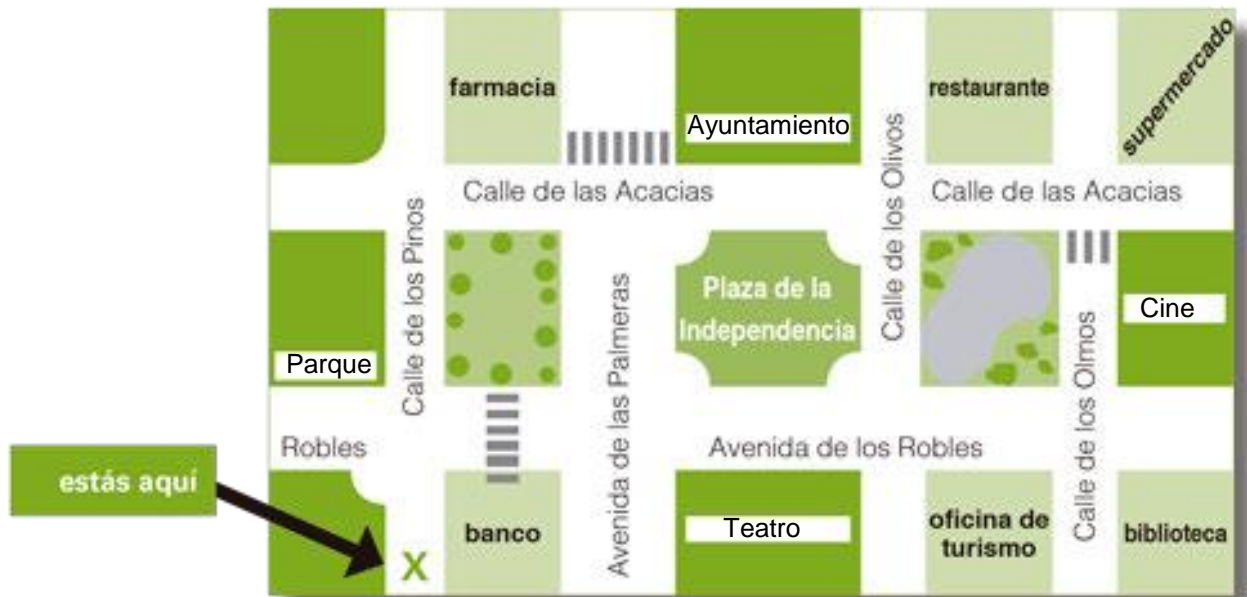 farmacia
Ayuntamiento
restaurante
supermercado
Calle de las Acacias
Calle de los Olivos
Calle de las Acacias
Calle de los Pinos
Parque
Avenida de las Palmeras
Plaza de la
Independencia
Cine
Calle de los Olmos
Robles
Avenida de los Robles
estás aquí
X
banco
Teatro
oficina de
turismo
biblioteca